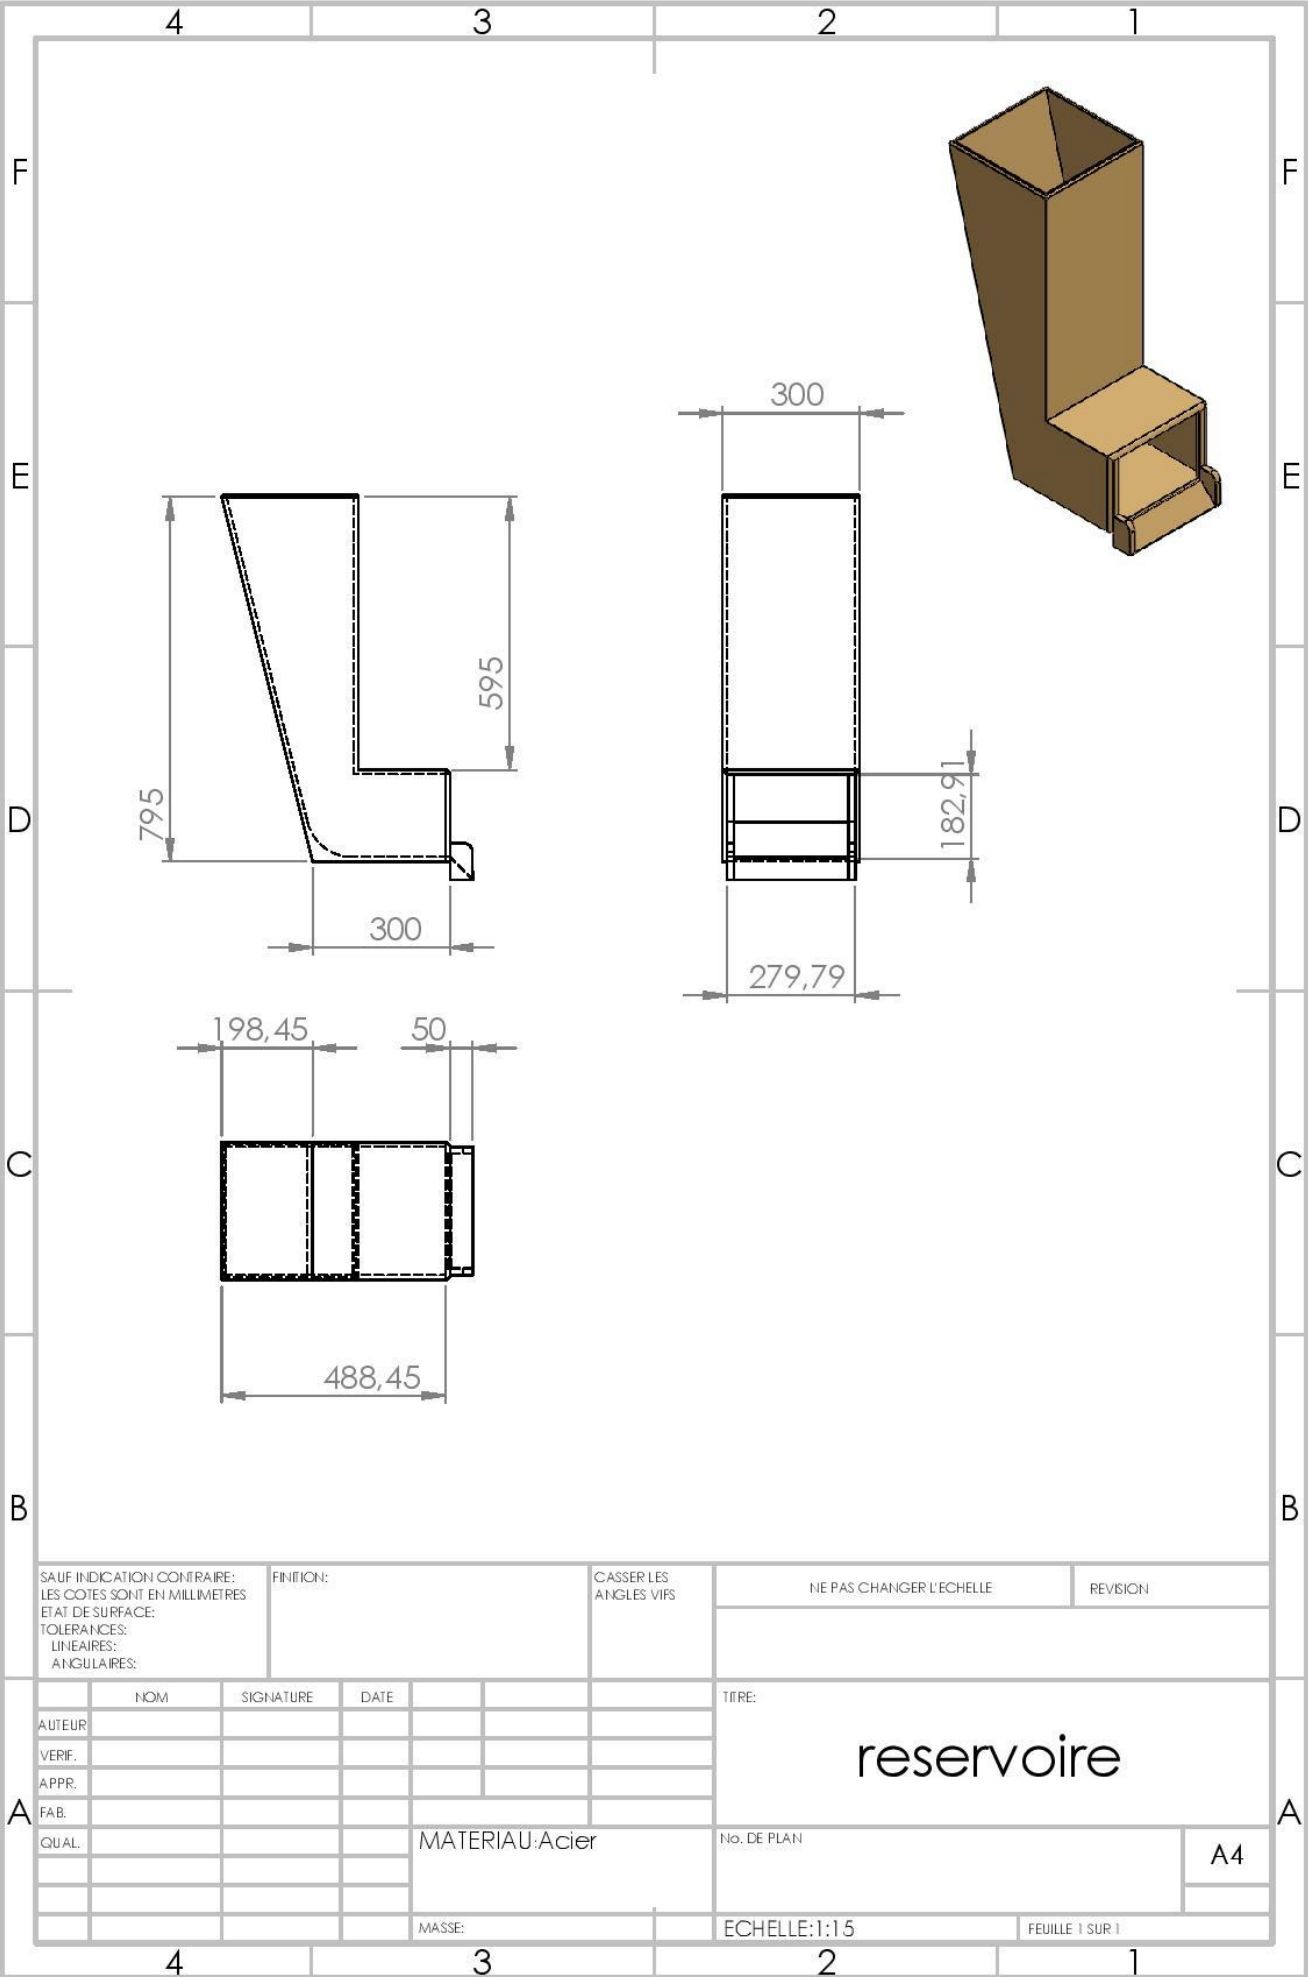 4 3 2 1
F F
300
E E
595
795
182,91
D D
300
279,79
198,45 50
C C
488,45
B B
SAUF INDICATION CONTRAIRE:
LES COTES SONT EN MILLIMETRES
ETAT DE SURFACE:
TOLERANCES:
LINEAIRES:
ANGULAIRES:
FINITION:
CASSER LES
ANGLES VIFS
NE PAS CHANGER L'ECHELLE
REVISION
NOM SIGNATURE DATE
AUTEUR
VERIF.
APPR.
FAB.
QUAL.
TITRE:
reservoire
A A
MATERIAU:Acier
No. DE PLAN
A4
MASSE:
ECHELLE:1:15
FEUILLE 1 SUR 1
4 3 2 1